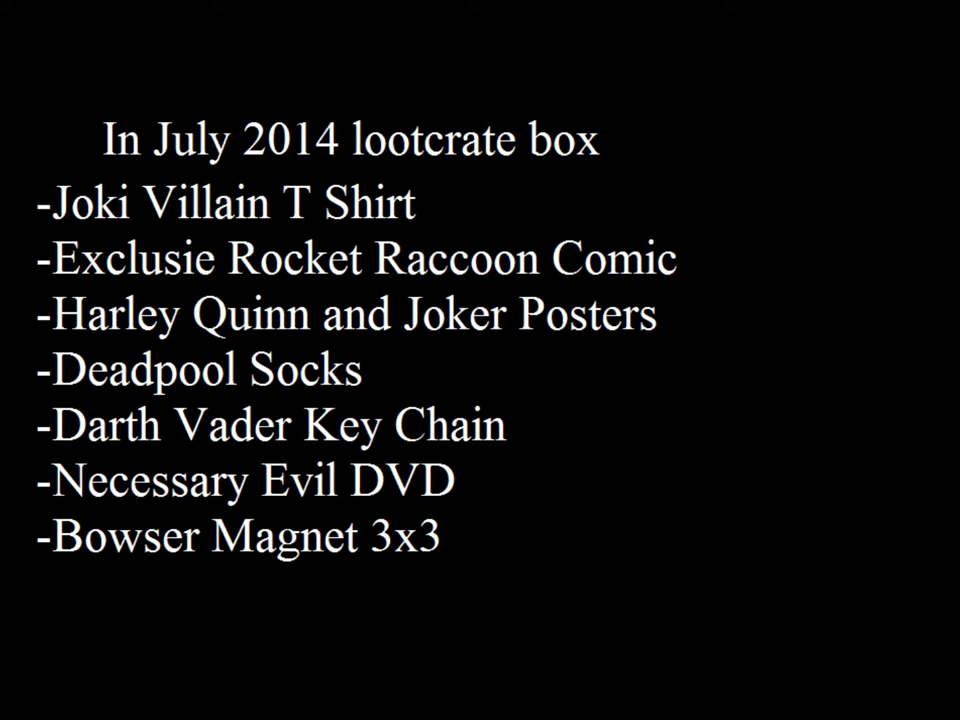 In July 2014 lootcrate box
-Joki Villain T Shirt
-Exclusie Rocket Raccoon Comic
-Harley Quinn and Joker Posters
-Deadpool Socks
-Darth Vader Key Chain
-Necessary Evil DVD
-Bowser Magnet 3x3